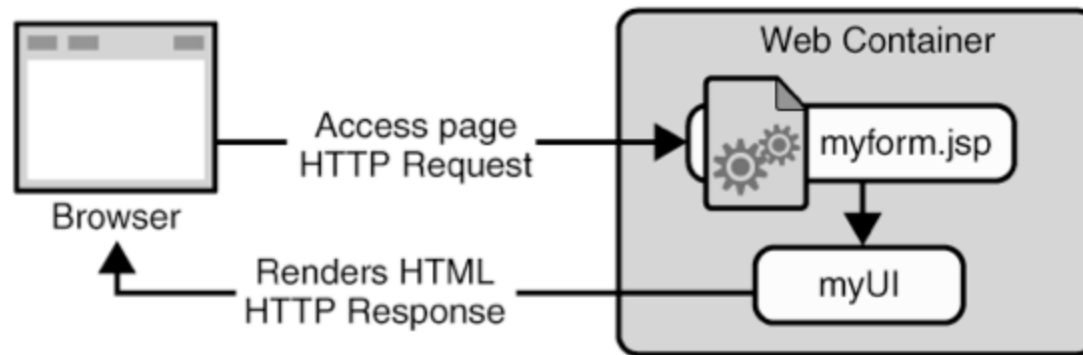 Web Container
Access page
HTTP Request
myform.jsp
Browser
Renders HTML
HTTP Response
myUI